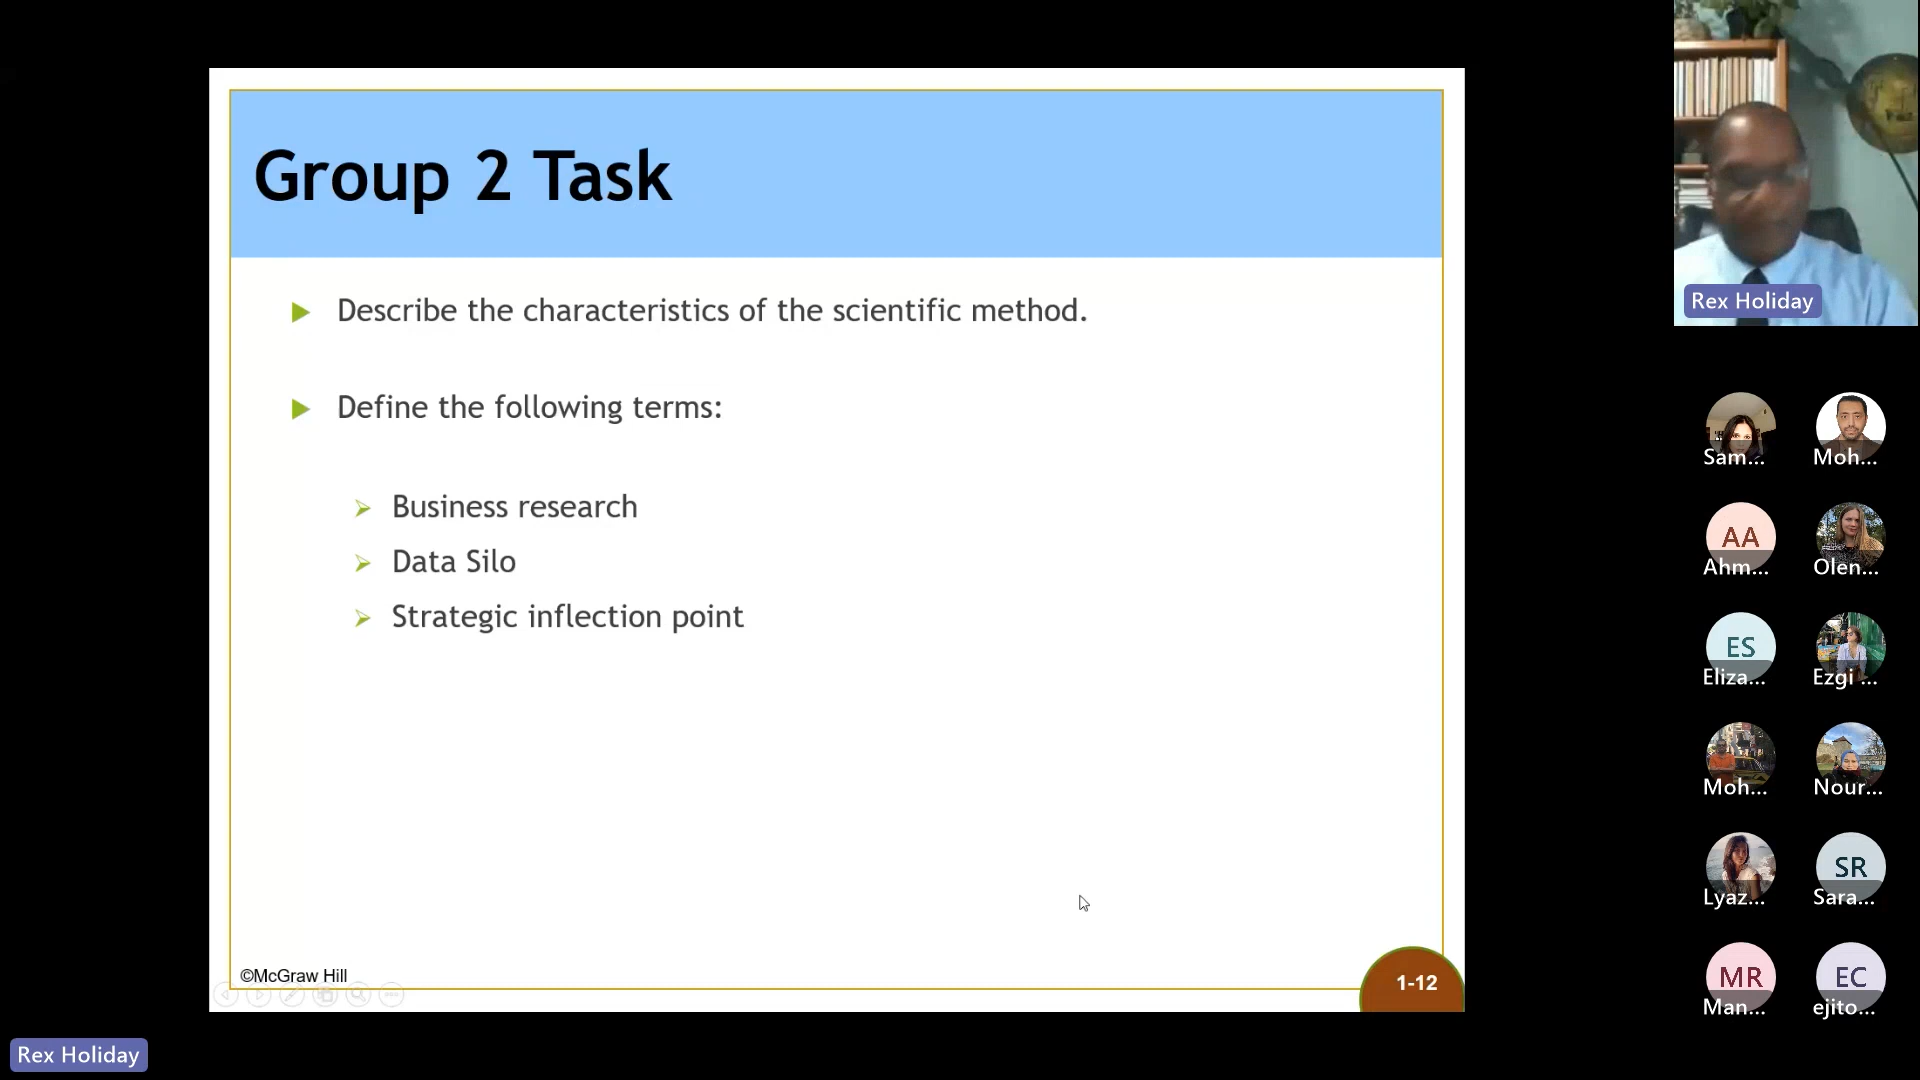 Group 2 Task
Describe the characteristics of the scientific method.
Define the following terms:
Business research
Data Silo
Strategic inflection point
©McGraw Hill
1-12
Rex Holiday
Rex Holiday
Sam...
Moh...
AA
Ahm...
Olen...
ES
Eliza...
Ezgi ...
Moh...
Nour...
Lyaz...
SR
Sara...
MR
Man...
EC
ejito...